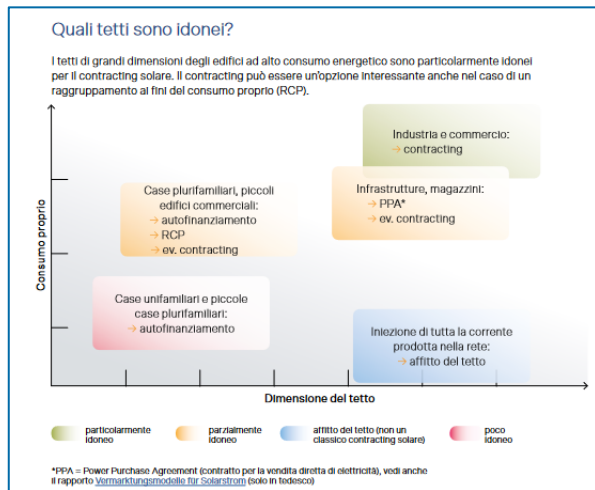 Quali tetti sono idonei?
I tetti di grandi dimensioni degli edifici ad alto consumo energetico sono particolarmente idonei
per il contracting solare. Il contracting può essere un'opzione interessante anche nel caso di un
raggruppamento ai fini del consumo proprio (RCP).
Consumo proprio
Industria e commercio:
→ contracting
Case plurifamiliari, piccoli
edifici commerciali:
→ autofinanziamento
→ RCP
→ ev. contracting
Infrastrutture, magazzini:
→ PPA*
→ ev. contracting
Case unifamiliari e piccole
case plurifamiliari:
→ autofinanziamento
Iniezione di tutta la corrente
prodotta nella rete:
→ affitto del tetto
Dimensione del tetto
particolarmente
idoneo
parzialmente
idoneo
affitto del tetto (non un
classico contracting solare)
poco
idoneo
*PPA = Power Purchase Agreement (contratto per la vendita diretta di elettricità), vedi anche
il rapporto Vermarktungsmodelle für Solarstrom (solo in tedesco)